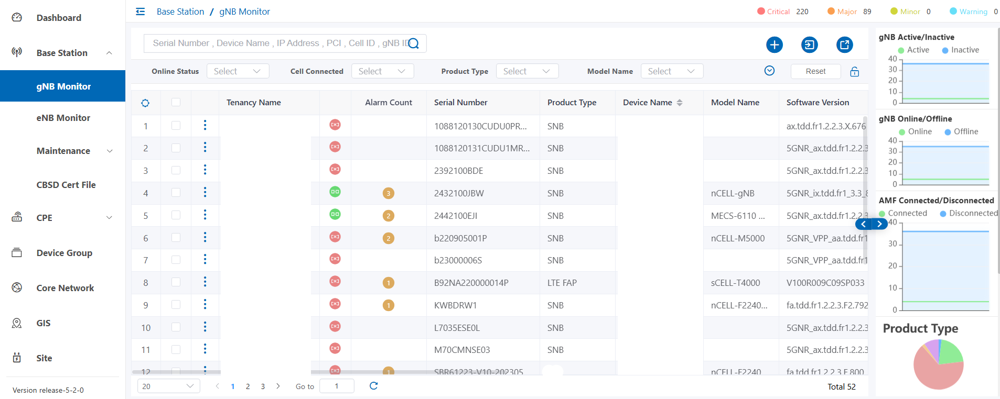 Dashboard
Base Station
gNB Monitor
eNB Monitor
Maintenance
CBSD Cert File
CPE
Device Group
Core Network
GIS
Site
Version release-5-2-0
Base Station / gNB Monitor
Critical 220 Major 89 Minor 0 Warning 0
Serial Number , Device Name , IP Address , PCI , Cell ID , gNB ID
Online Status Select Cell Connected Select Product Type Select Model Name Select Reset
Tenancy Name Alarm Count Serial Number Product Type Device Name Model Name Software Version
1 1088120130CUDU0PR... SNB ax.tdd.fr1.2.2.3.X.676
2 1088120131CUDU1MR... SNB 5GNR_ax.tdd.fr1.2.2.3
3 2392100BDE SNB 5GNR_ax.tdd.fr1.2.2.3
4 3 2432100JBW SNB nCELL-gNB 5GNR_ix.tdd.fr1_3.3_8
5 2 2442100EJI SNB MECS-6110 ... 5GNR_ax.tdd.fr1.2.2.3
6 2 b220905001P SNB nCELL-M5000 5GNR_VPP_aa.tdd.fr1
7 b23000006S SNB 5GNR_VPP_aa.tdd.fr1
8 1 B92NA220000014P LTE FAP sCELL-T4000 V100R009C09SP033
9 1 KWBDRW1 SNB nCELL-F2240... fa.tdd.fr1.2.2.3.F2.792
10 L7035ESE0L SNB 5GNR_ax.tdd.fr1.2.2.3
11 M70CMNSE03 SNB 5GNR_ax.tdd.fr1.2.2.3
12 1 SBR61223-V10-202305 nCELL-F2240 fa.tdd.fr1.2.2.3.F.800
20 1 2 3 Go to 1 Total 52
gNB Active/Inactive
Active Inactive
40
30
20
10
0
gNB Online/Offline
Online Offline
40
30
20
10
0
AMF Connected/Disconnected
Connected Disconnected
40
30
20
10
0
Product Type